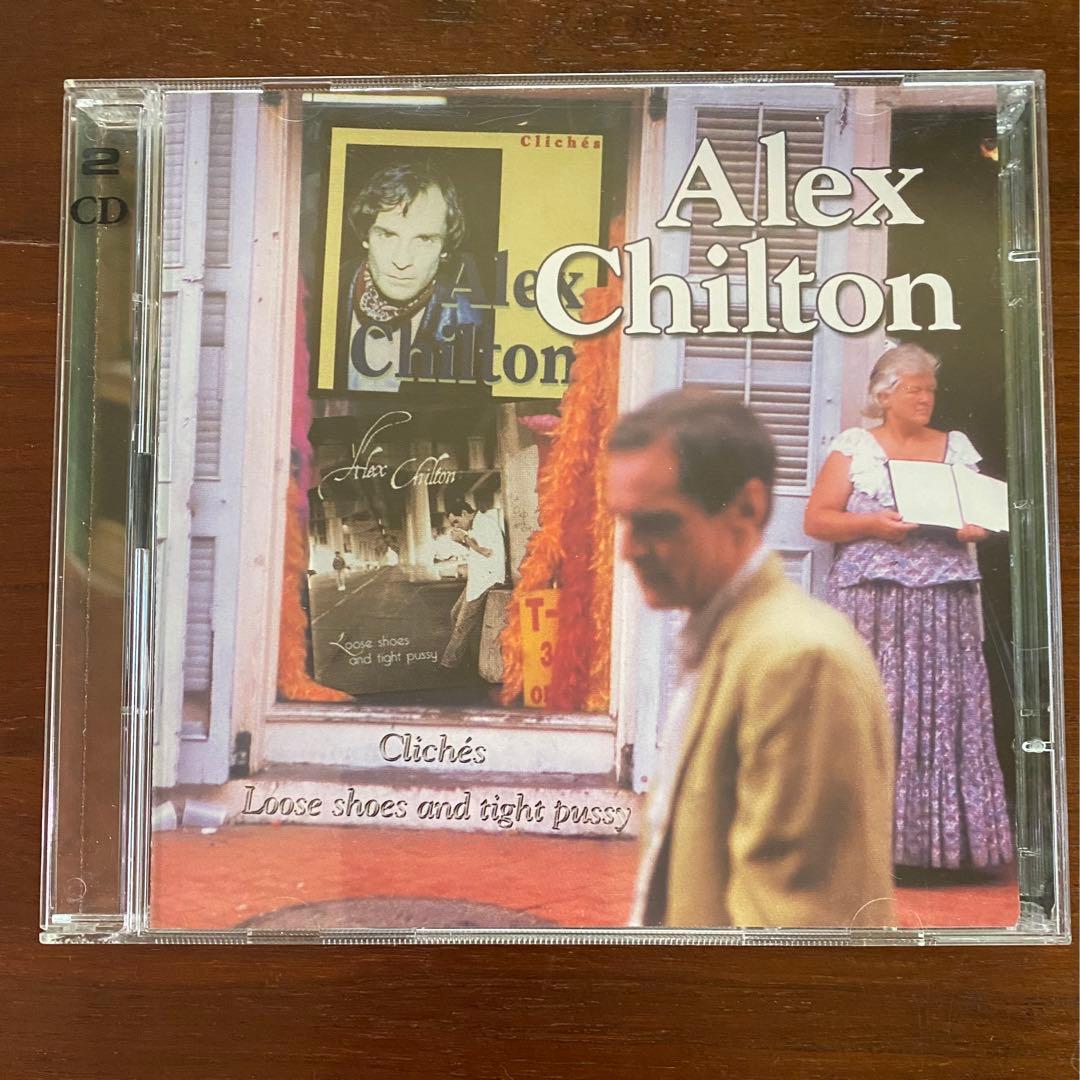 2
CD
Alex
Chilton
Clichés
Alex
Chilton
Alex Chilton
Loose shoes
and tight pussy
T-
3
Clichés
Loose shoes and tight pussy